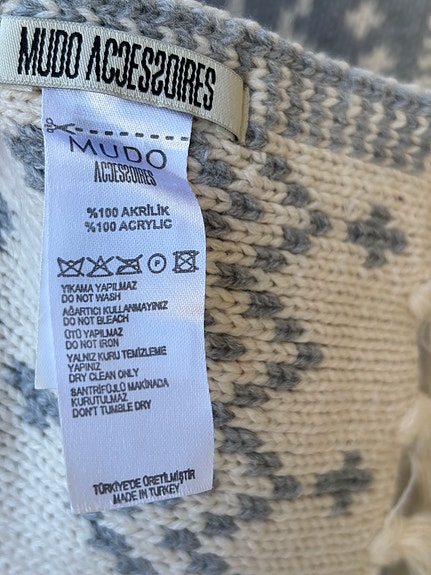 MUDO ACCESSOIRES
MUDO
ACCESSOIRES
%100 AKRİLİK
%100 ACRYLIC
P
YIKAMA YAPILMAZ
DO NOT WASH
AĞARTICI KULLANMAYINIZ
DO NOT BLEACH
ÜTÜ YAPILMAZ
DO NOT IRON
YALNIZ KURU TEMİZLEME
YAPINIZ
DRY CLEAN ONLY
SANTRİFOJLÜ MAKİNADA
KURUTULMAZ
DON'T TUMBLE DRY
TÜRKİYE'DE ÜRETİLMİŞTİR
MADE IN TURKEY